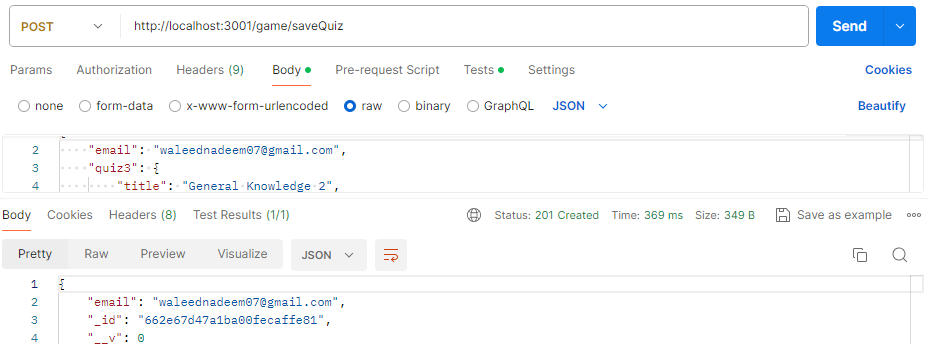 POST http://localhost:3001/game/saveQuiz Send
Params Authorization Headers (9) Body Pre-request Script Tests Settings Cookies
none form-data x-www-form-urlencoded raw binary GraphQL JSON Beautify
2 "email": "waleednadeem07@gmail.com",
3 "quiz3": {
4 "title": "General Knowledge 2",
Body Cookies Headers (8) Test Results (1/1) Status: 201 Created Time: 369 ms Size: 349 B Save as example
Pretty Raw Preview Visualize JSON
1 {
2 "email": "waleednadeem07@gmail.com",
3 "_id": "662e67d47a1ba00fecaffe81",
4 "__v": 0